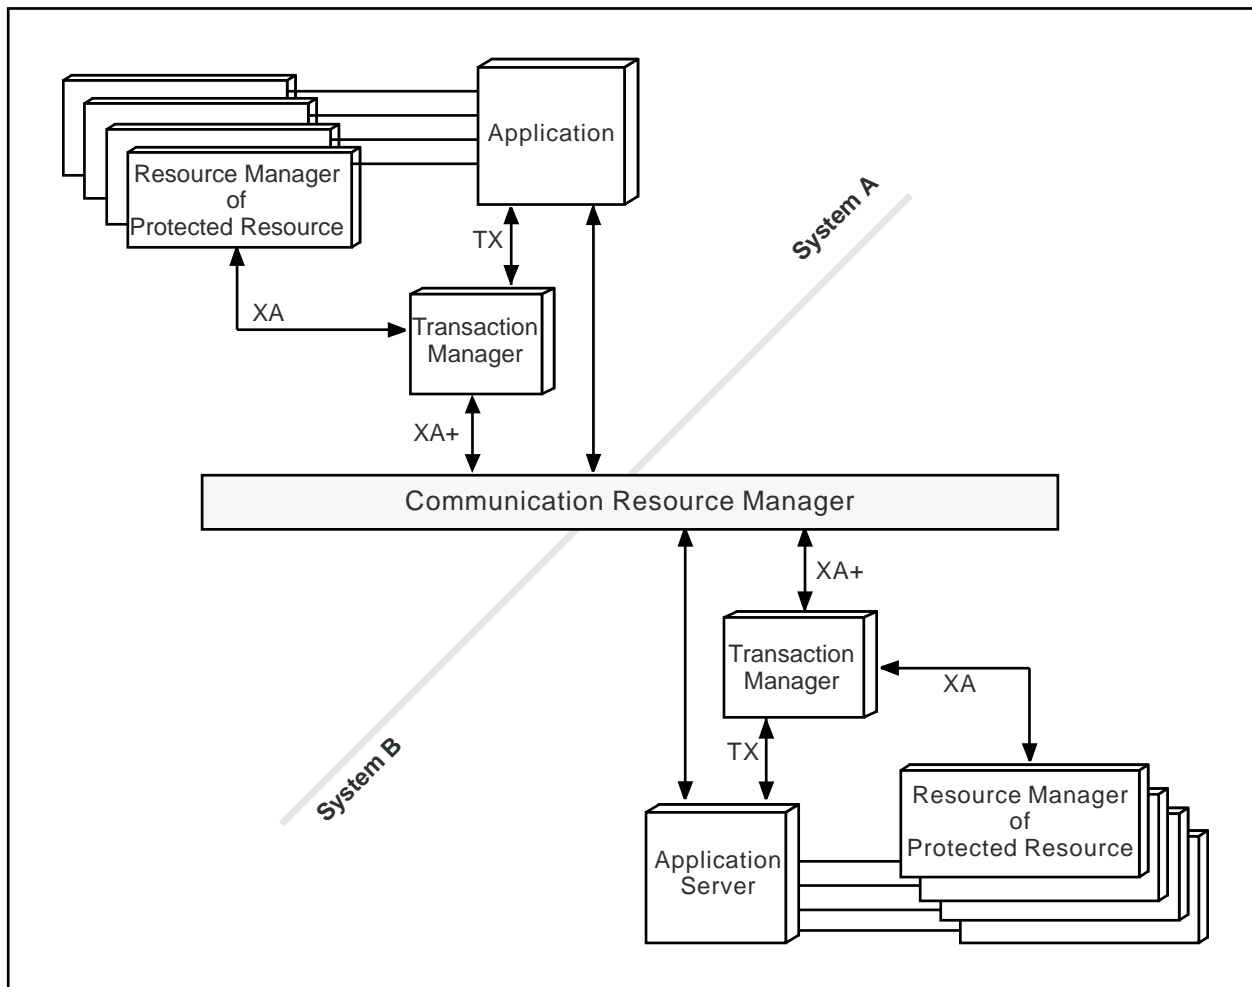 Application
Resource Manager
of
Protected Resource
System A
TX
XA
Transaction
Manager
XA+
Communication Resource Manager
XA+
Transaction
Manager
XA
System B
TX
Resource Manager
of
Protected Resource
Application
Server